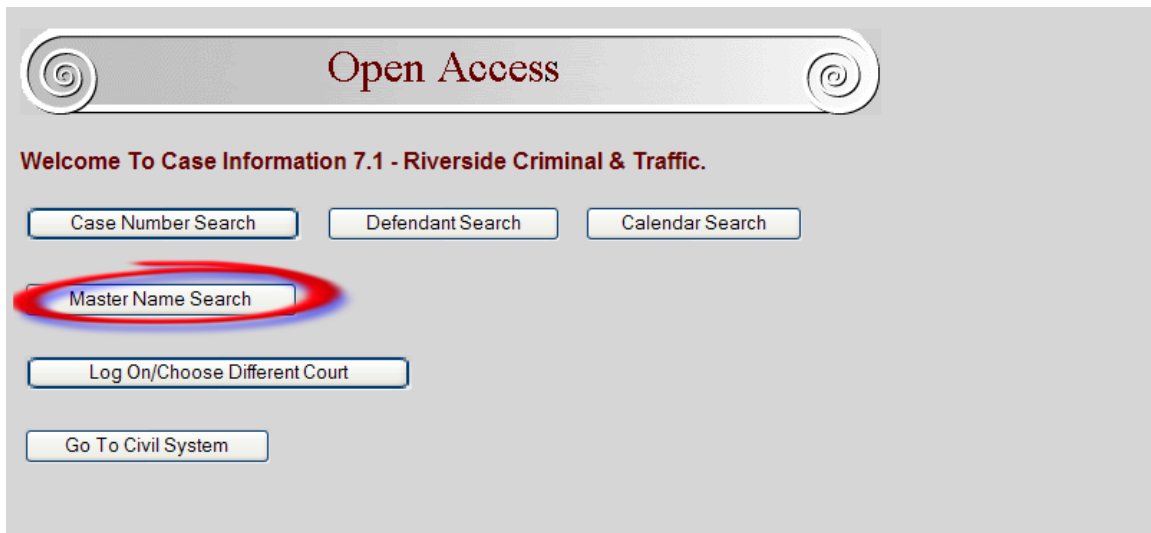 Open Access
Welcome To Case Information 7.1 - Riverside Criminal & Traffic.
Case Number Search Defendant Search Calendar Search
Master Name Search
Log On/Choose Different Court
Go To Civil System